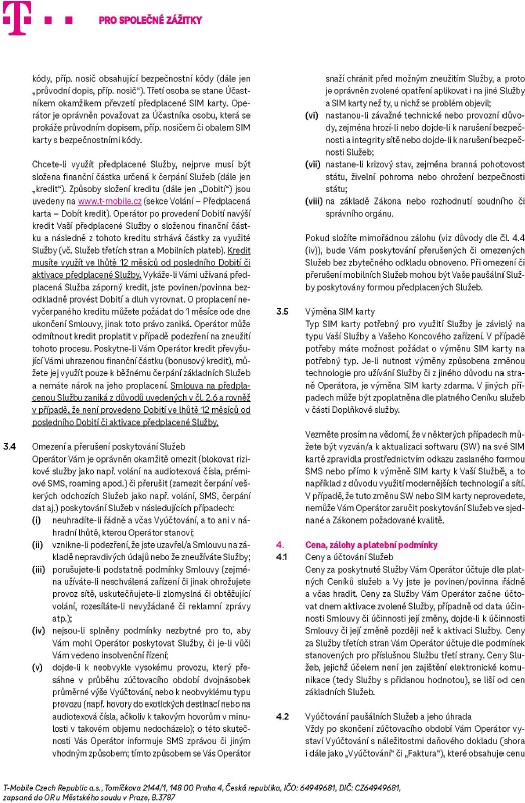 T
PRO SPOLEČNÉ ZÁŽITKY
kódy, příp. nosič obsahující bezpečnostní kódy (dále jen
„průvodní dopis, příp. nosič“). Třetí osoba se stane Účast-
níkem okamžikem převzetí předplacené SIM karty. Ope-
rátor je oprávněn považovat za Účastníka osobu, která se
prokáže průvodním dopisem, příp. nosičem či obalem SIM
karty s bezpečnostními kódy.
Chcete-li využít předplacené Služby, nejprve musí být
složena finanční částka určená k čerpání Služeb (dále jen
„kredit“). Způsoby složení kreditu (dále jen „Dobití“) jsou
uvedeny na www.t-mobile.cz (sekce Volání – Předplacená
karta – Dobít kredit). Operátor po provedení Dobití navýší
kredit Vaší předplacené Služby o složenou finanční část-
ku a následně z tohoto kreditu strhává částky za využité
Služby (vč. Služeb třetích stran a Mobilních plateb). Kredit
musíte využít ve lhůtě 12 měsíců od posledního Dobití či
aktivace předplacené Služby. Vykáže-li Vámi užívaná před-
placená Služba záporný kredit, jste povinen/povinna bez-
odkladně provést Dobití a dluh vyrovnat. O proplacení ne-
vyčerpaného kreditu můžete požádat do 1 měsíce ode dne
ukončení Smlouvy, jinak toto právo zaniká. Operátor může
odmítnout kredit proplatit v případě podezření na zneužití
tohoto procesu. Poskytne-li Vám Operátor kredit převyšu-
jící Vámi uhrazenou finanční částku (bonusový kredit), mů-
žete jej využít pouze k běžnému čerpání základních Služeb
a nemáte nárok na jeho proplacení. Smlouva na předpla-
cenou Službu zaniká z důvodů uvedených v čl. 2.6 a rovněž
v případě, že není provedeno Dobití ve lhůtě 12 měsíců od
posledního Dobití či aktivace předplacené Služby.
3.4 Omezení a přerušení poskytování Služeb
Operátor Vám je oprávněn okamžitě omezit (blokovat rizi-
kové služby jako např. volání na audiotexová čísla, prémi-
ové SMS, roaming apod.) či přerušit (zamezit čerpání veš-
kerých odchozích Služeb jako např. volání, SMS, čerpání
dat aj.) poskytování Služeb v následujících případech:
(i) neuhradíte-li řádně a včas Vyúčtování, a to ani v ná-
hradní lhůtě, kterou Operátor stanoví;
(ii) vznikne-li podezření, že jste uzavřel/a Smlouvu na zá-
kladě nepravdivých údajů nebo že zneužíváte Služby;
(iii) porušujete-li podstatně podmínky Smlouvy (zejmé-
na užíváte-li neschválená zařízení či jinak ohrožujete
provoz sítě, uskutečňujete-li zlomyslná či obtěžující
volání, rozesíláte-li nevyžádané či reklamní zprávy
atp.);
(iv) nejsou-li splněny podmínky nezbytné pro to, aby
Vám mohl Operátor poskytovat Služby, či je-li vůči
Vám vedeno insolvenční řízení;
(v) dojde-li k neobvykle vysokému provozu, který pře-
sáhne v průběhu zúčtovacího období dvojnásobek
průměrné výše Vyúčtování, nebo k neobvyklému typu
provozu (např. hovory do exotických destinací nebo na
audiotexová čísla, ačkoliv k takovým hovorům v minu-
losti v takovém objemu nedocházelo); o této skuteč-
nosti Vás Operátor informuje SMS zprávou či jiným
vhodným způsobem; tímto způsobem se Vás Operátor
snaží chránit před možným zneužitím Služby, a proto
je oprávněn zvolené opatření aplikovat i na jiné Služby
a SIM karty než ty, u nichž se problém objevil;
(vi) nastanou-li závažné technické nebo provozní důvo-
dy, zejména hrozí-li nebo dojde-li k narušení bezpeč-
nosti a integrity sítě nebo dojde-li k narušení bezpeč-
nosti Služeb;
(vii) nastane-li krizový stav, zejména branná pohotovost
státu, živelní pohroma nebo ohrožení bezpečnosti
státu;
(viii) na základě Zákona nebo rozhodnutí soudního či
správního orgánu.
Pokud složíte mimořádnou zálohu (viz důvody dle čl. 4.4
(iv)), bude Vám poskytování přerušených či omezených
Služeb bez zbytečného odkladu obnoveno. Při omezení či
přerušení mobilních Služeb mohou být Vaše paušální Služ-
by poskytovány formou předplacených Služeb.
3.5 Výměna SIM karty
Typ SIM karty potřebný pro využití Služby je závislý na
typu Vaší Služby a Vašeho Koncového zařízení. V případě
potřeby máte možnost požádat o výměnu SIM karty na
potřebný typ. Je-li nutnost výměny způsobena změnou
technologie pro užívání Služby či z jiného důvodu na stra-
ně Operátora, je výměna SIM karty zdarma. V jiných pří-
padech může být zpoplatněna dle platného Ceníku služeb
v části Doplňkové služby.
Vezměte prosím na vědomí, že v některých případech mů-
žete být vyzván/a k aktualizaci softwaru (SW) na své SIM
kartě zpravidla prostřednictvím odkazu zaslaného formou
SMS nebo přímo k výměně SIM karty k Vaší Službě, a to
například z důvodu využití modernějších technologií a sítí.
V případě, že tuto změnu SW nebo SIM karty neprovedete,
nemůže Vám Operátor zaručit poskytování Služeb ve sjed-
nané a Zákonem požadované kvalitě.
4. Cena, zálohy a platební podmínky
4.1 Ceny a účtování Služeb
Ceny za poskytnuté Služby Vám Operátor účtuje dle plat-
ných Ceníků služeb a Vy jste je povinen/povinna řádně
a včas hradit. Ceny za Služby Vám Operátor začne účto-
vat dnem aktivace zvolené Služby, případně od data účin-
nosti Smlouvy či účinnosti její změny, dojde-li k účinnosti
Smlouvy či její změně později než k aktivaci Služby. Ceny
za Služby třetích stran Vám Operátor účtuje dle podmínek
stanovených pro příslušnou Službu třetí strany. Ceny Slu-
žeb, jejichž účelem není jen zajištění elektronické komu-
nikace (tedy Služby s přidanou hodnotou), se liší od cen
základních Služeb.
4.2 Vyúčtování paušálních Služeb a jeho úhrada
Vždy po skončení zúčtovacího období Vám Operátor vy-
staví Vyúčtování s náležitostmi daňového dokladu (shora
i dále jako „Vyúčtování“ či „Faktura“), které obsahuje cenu
T-Mobile Czech Republic a.s., Tomíčkova 2144/1, 148 00 Praha 4, Česká republika, IČO: 64949681, DIČ: CZ64949681,
zapsaná do OR u Městského soudu v Praze, B.3787